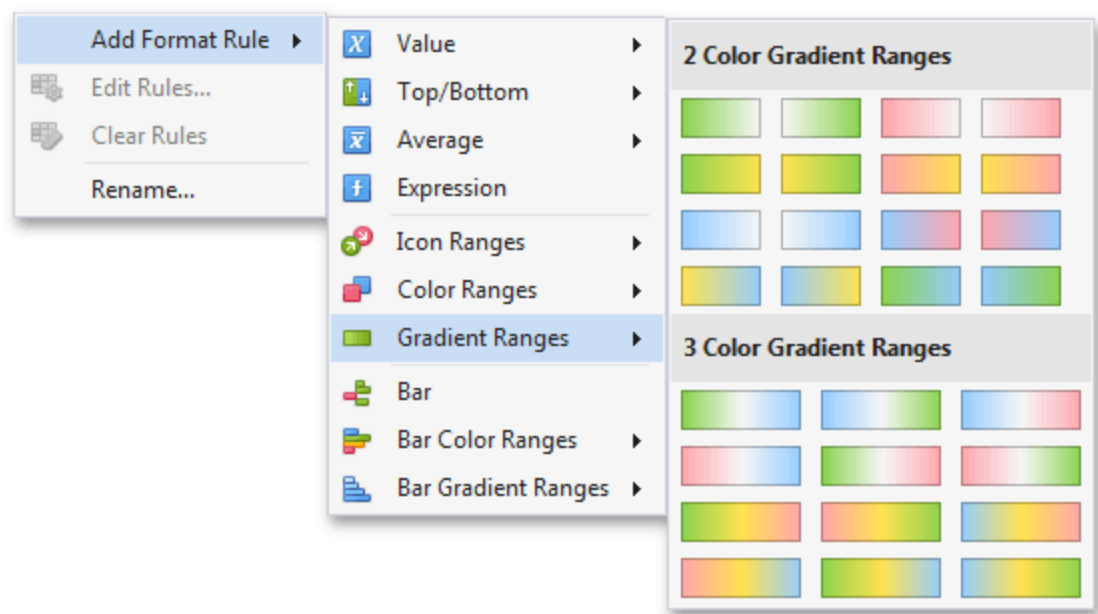 Add Format Rule
Edit Rules...
Clear Rules
Rename...
Value
Top/Bottom
Average
Expression
Icon Ranges
Color Ranges
Gradient Ranges
Bar
Bar Color Ranges
Bar Gradient Ranges
2 Color Gradient Ranges
3 Color Gradient Ranges